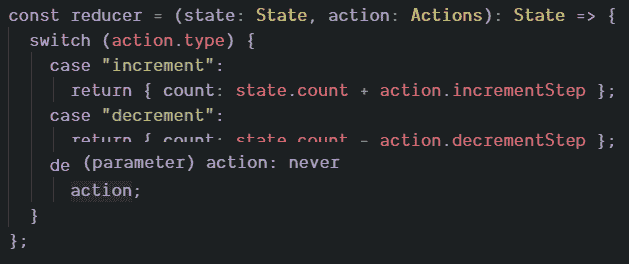 const reducer = (state: State, action: Actions): State => {
switch (action.type) {
case "increment":
return { count: state.count + action.incrementStep };
case "decrement":
return { count: state.count - action.decrementStep };
de (parameter) action: never
action;
}
};